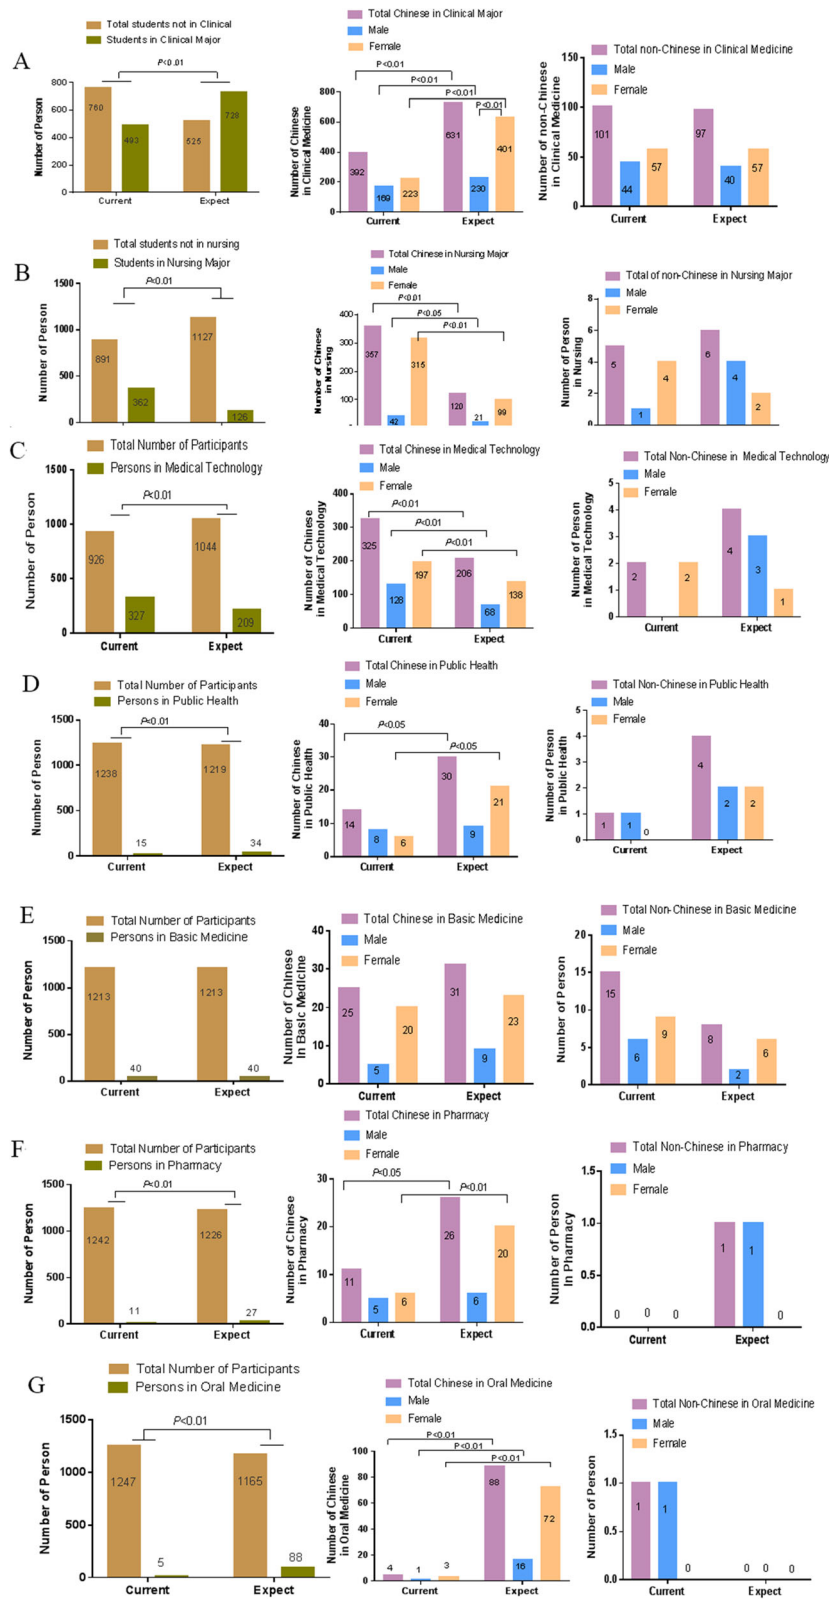 A
Total students not in Clinical
Students in Clinical Major
P<0.01
Number of Person
800
600
400
200
0
760
493
525
728
Current Expect
Total Chinese in Clinical Major
Male
Female
P<0.01
P<0.01
P<0.01
P<0.01
Number of Chinese
in Clinical Medicine
800
600
400
200
0
392
169
223
631
230
401
Current Expect
Total non-Chinese in Clinical Medicine
Male
Female
Number of non-Chinese
in Clinical Medicine
150
100
50
0
101
44
57
97
40
57
Current Expect
B
Total students not in nursing
Students in Nursing Major
P<0.01
Number of Person
1500
1000
500
0
891
362
1127
126
Total Chinese in Nursing Major
Male
Female
P<0.01
P<0.05
P<0.01
Number of Chinese
in Nursing
400
300
200
100
357
42
315
120
21
99
Total of non-Chinese in Nursing Major
Male
Female
Number of Person
in Nursing
8
6
4
2
0
5
1
4
6
4
2
C
Total Number of Participants
Persons in Medical Technology
P<0.01
Number of Person
1500
1000
500
0
926
327
1044
209
Current Expect
Total Chinese in Medical Technology
Male
Female
P<0.01
P<0.01
P<0.01
Number of Chinese
in Medical Technology
400
300
200
100
0
325
128
197
206
68
138
Current Expect
Total Non-Chinese in Medical Technology
Male
Female
Number of Person
in Medical Technology
5
4
3
2
1
0
2
2
4
3
1
Current Expect
D
Total Number of Participants
Persons in Public Health
P<0.01
Number of Person
1500
1000
500
0
1238
15
1219
34
Current Expect
Total Chinese in Public Health
Male
Female
P<0.05
P<0.05
Number of Chinese
in Public Health
40
30
20
10
0
14
8
6
30
9
21
Current Expect
Total Non-Chinese in Public Health
Male
Female
Number of Person
in Public Health
5
4
3
2
1
0
1
1
0
4
2
2
Current Expect
E
Total Number of Participants
Persons in Basic Medicine
Number of Person
1500
1000
500
0
1213
40
1213
40
Current Expect
Total Chinese in Basic Medicine
Male
Female
Number of Chinese
In Basic Medicine
40
30
20
10
0
25
5
20
31
9
23
Current Expect
Total Non-Chinese in Basic Medicine
Male
Female
Number of Person
20
15
10
5
0
15
6
9
8
2
6
Current Expect
F
Total Number of Participants
Persons in Pharmacy
P<0.01
Number of Person
1500
1000
500
0
1242
11
1226
27
Current Expect
Total Chinese in Pharmacy
Male
Female
P<0.05
P<0.01
Number of Chinese
in Pharmacy
30
20
10
0
11
5
6
26
6
20
Current Expect
Total Non-Chinese in Pharmacy
Male
Female
Number of Person
In Pharmacy
1.5
1.0
0.5
0.0
0
0
0
1
1
0
Current Expect
G
Total Number of Participants
Persons in Oral Medicine
P<0.01
Number of Person
1500
1000
500
0
1247
5
1165
88
Current Expect
Total Chinese in Oral Medicine
Male
Female
P<0.01
P<0.01
P<0.01
Number of Chinese
in Oral Medicine
100
80
60
40
20
0
4
1
3
88
16
72
Current Expect
Total Non-Chinese in Oral Medicine
Male
Female
Number of Person
1.5
1.0
0.5
0.0
1
1
0
0
0
0
Current Expect